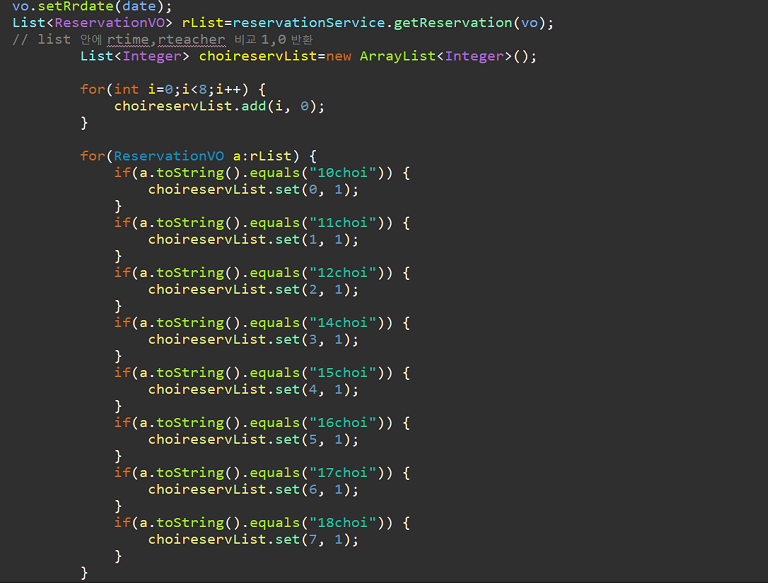 vo.setRrdate(date);
List<ReservationVO> rList=reservationService.getReservation(vo);
// list 안에 rtime,rteacher 비교 1,0 반환
List<Integer> choireservList=new ArrayList<Integer>();
for(int i=0;i<8;i++) {
choireservList.add(i, 0);
}
for(ReservationVO a:rList) {
if(a.toString().equals("10choi")) {
choireservList.set(0, 1);
}
if(a.toString().equals("11choi")) {
choireservList.set(1, 1);
}
if(a.toString().equals("12choi")) {
choireservList.set(2, 1);
}
if(a.toString().equals("14choi")) {
choireservList.set(3, 1);
}
if(a.toString().equals("15choi")) {
choireservList.set(4, 1);
}
if(a.toString().equals("16choi")) {
choireservList.set(5, 1);
}
if(a.toString().equals("17choi")) {
choireservList.set(6, 1);
}
if(a.toString().equals("18choi")) {
choireservList.set(7, 1);
}
}